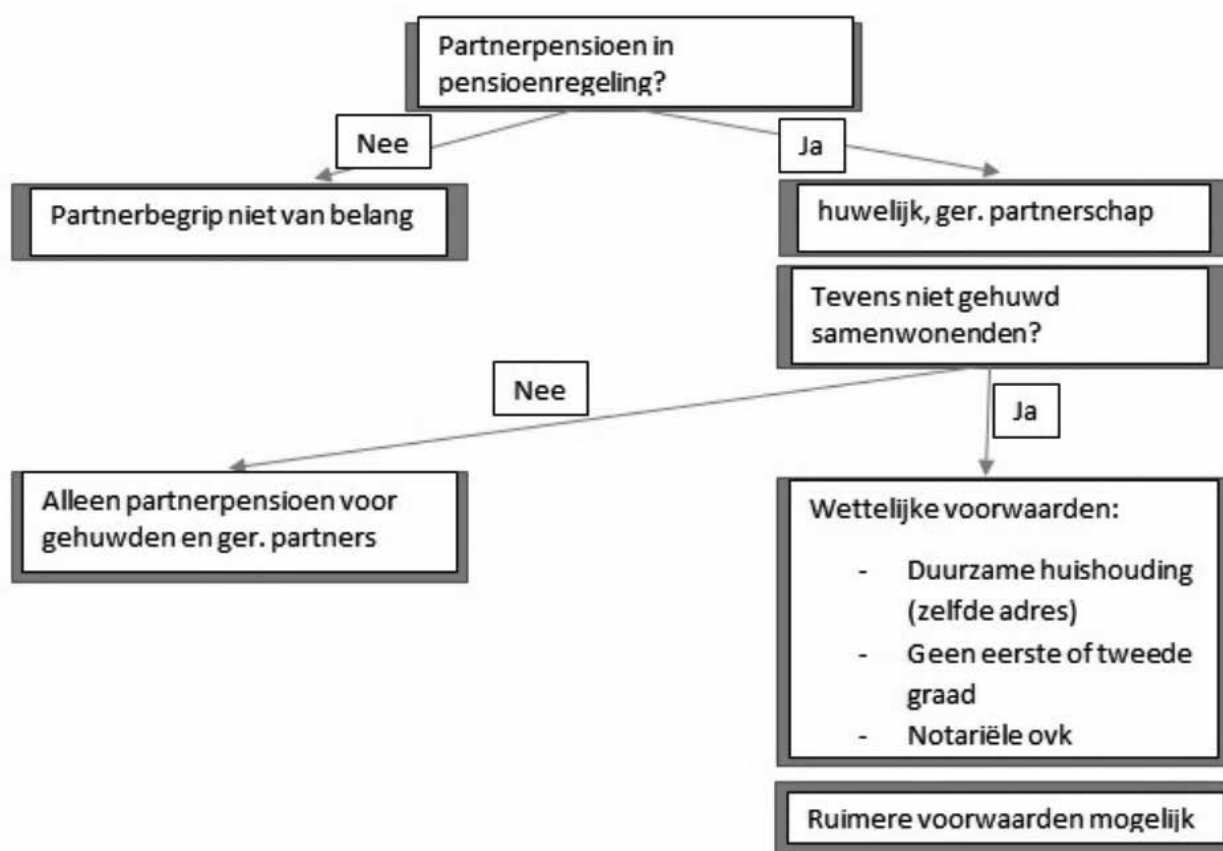 Partnerpensioen in
pensioenregeling?
Nee
Ja
Partnerbegrip niet van belang
huwelijk, ger. partnerschap
Tevens niet gehuwd
samenwonenden?
Nee
Ja
Alleen partnerpensioen voor
gehuwden en ger. partners
Wettelijke voorwaarden:
- Duurzame huishouding
(zelfde adres)
- Geen eerste of tweede
graad
- Notariële ovk
Ruimere voorwaarden mogelijk